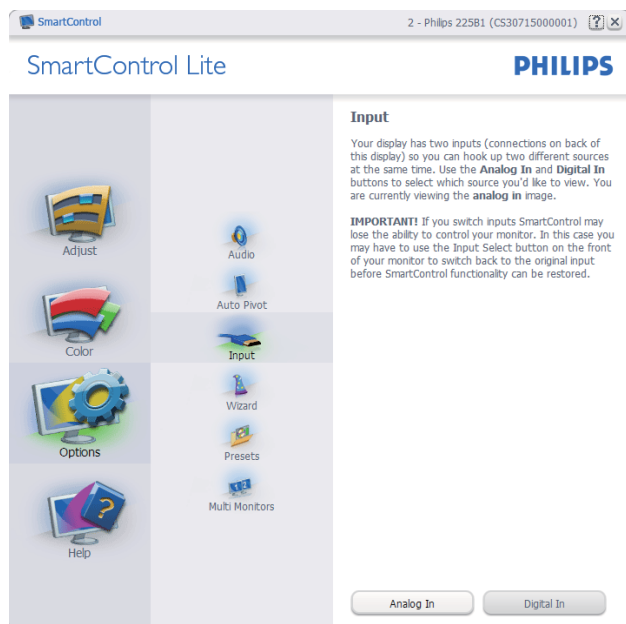 SmartControl
2 - Philips 225B1 (CS30715000001)
?
SmartControl Lite
PHILIPS
Adjust
Color
Options
Help
Audio
Auto Pivot
Input
Wizard
Presets
Multi Monitors
Input
Your display has two inputs (connections on back of
this display) so you can hook up two different sources
at the same time. Use the Analog In and Digital In
buttons to select which source you'd like to view. You
are currently viewing the analog in image.
IMPORTANT! If you switch inputs SmartControl may
lose the ability to control your monitor. In this case you
may have to use the Input Select button on the front
of your monitor to switch back to the original input
before SmartControl functionality can be restored.
Analog In
Digital In